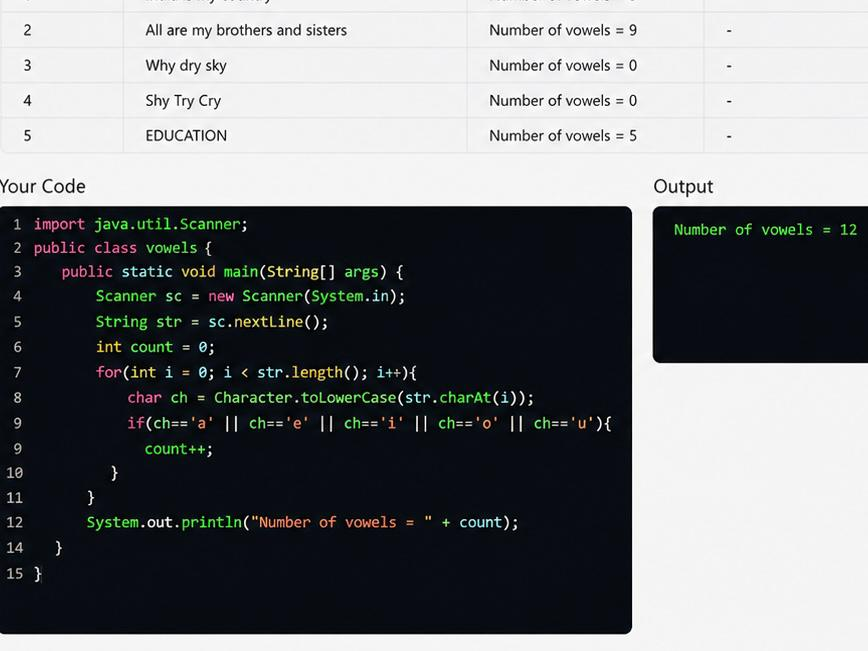 2 All are my brothers and sisters Number of vowels = 9 -
3 Why dry sky Number of vowels = 0 -
4 Shy Try Cry Number of vowels = 0 -
5 EDUCATION Number of vowels = 5 -
Your Code
Output
1 import java.util.Scanner;
2 public class vowels {
3 public static void main(String[] args) {
4 Scanner sc = new Scanner(System.in);
5 String str = sc.nextLine();
6 int count = 0;
7 for(int i = 0; i < str.length(); i++){
8 char ch = Character.toLowerCase(str.charAt(i));
9 if(ch=='a' || ch=='e' || ch=='i' || ch=='o' || ch=='u'){
9 count++;
10 }
11 }
12 System.out.println("Number of vowels = " + count);
14 }
15 }
Number of vowels = 12